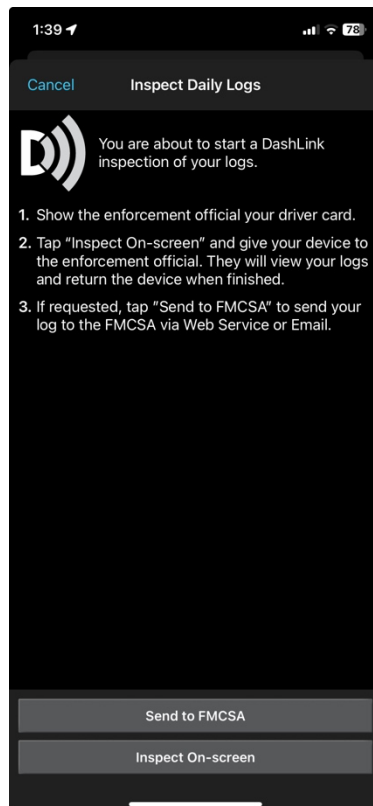 1:39
78
Cancel
Inspect Daily Logs
D
You are about to start a DashLink
inspection of your logs.
1. Show the enforcement official your driver card.
2. Tap "Inspect On-screen" and give your device to
the enforcement official. They will view your logs
and return the device when finished.
3. If requested, tap "Send to FMCSA" to send your
log to the FMCSA via Web Service or Email.
Send to FMCSA
Inspect On-screen